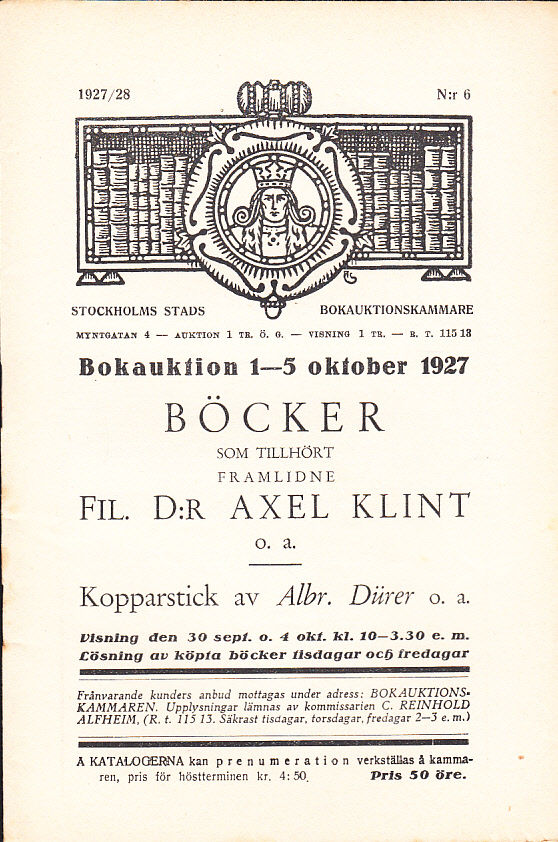 1927/28 N:r 6
STOCKHOLMS STADS BOKAUKTIONSKAMMARE
MYNTGATAN 4 — AUKTION 1 TR. Ö. G. — VISNING 1 TR. — R. T. 115 13
Bokauktion 1—5 oktober 1927
BÖCKER
SOM TILLHÖRT
FRAMLIDNE
FIL. D:R AXEL KLINT
O. A.
Kopparstick av Albr. Dürer o. a.
Visning den 30 sept. o. 4 okt. kl. 10—3.30 e. m.
Lösning av köpta böcker tisdagar och fredagar
Frånvarande kunders anbud mottagas under adress: BOKAUKTIONS-
KAMMAREN. Upplysningar lämnas av kommissarien C. REINHOLD
ALFHEIM, (R. t. 115 13. Säkrast tisdagar, torsdagar, fredagar 2—3 e. m.)
A KATALOGERNA kan prenumeration verkställas å kamma-
ren, pris för höstterminen kr. 4: 50. Pris 50 öre.